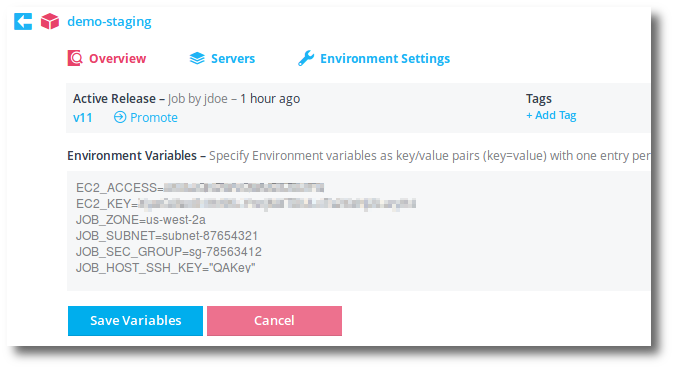 demo-staging
Overview
Servers
Environment Settings
Active Release – Job by jdoe – 1 hour ago
Tags
v11
Promote
+ Add Tag
Environment Variables – Specify Environment variables as key/value pairs (key=value) with one entry per
EC2_ACCESS=
EC2_KEY=
JOB_ZONE=us-west-2a
JOB_SUBNET=subnet-87654321
JOB_SEC_GROUP=sg-78563412
JOB_HOST_SSH_KEY="QAKey"
Save Variables
Cancel